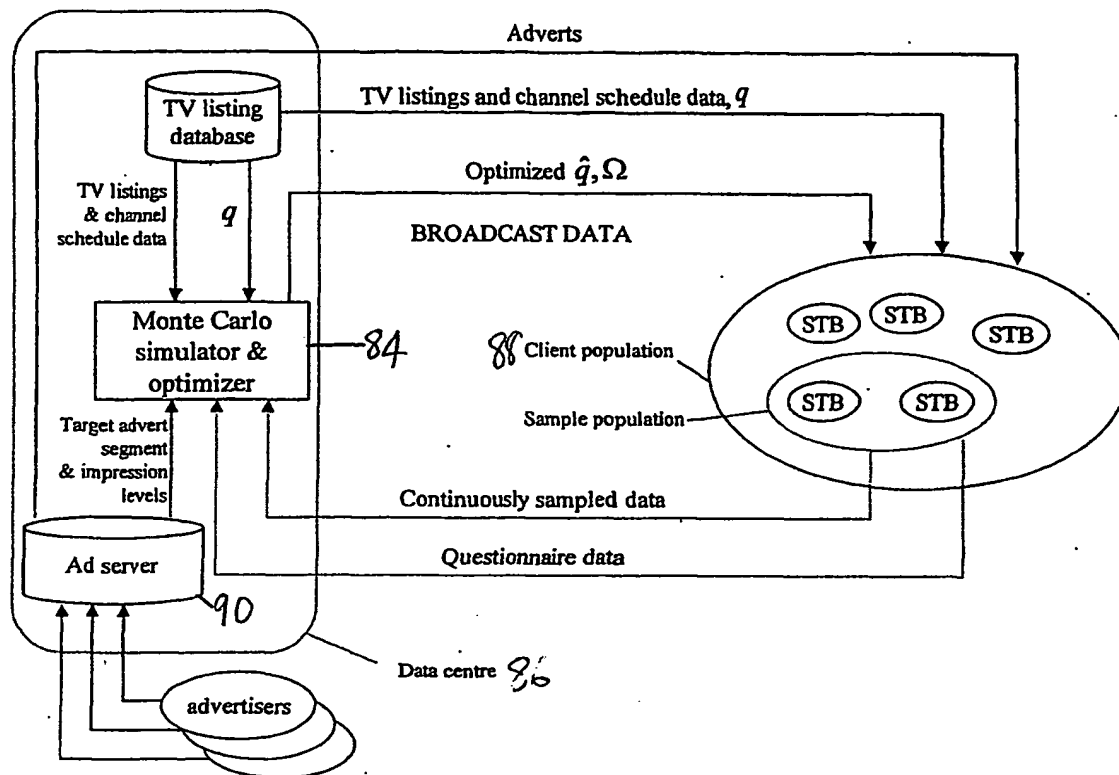 Adverts
TV listing
database
TV listings and channel schedule data, q
TV listings
& channel
schedule data
q
Optimized q̂, Ω
BROADCAST DATA
Monte Carlo
simulator &
optimizer
84
88 Client population
Sample population
STB
STB
STB
STB
STB
Target advert
segment
& impression
levels
Continuously sampled data
Questionnaire data
Ad server
90
Data centre 86
advertisers